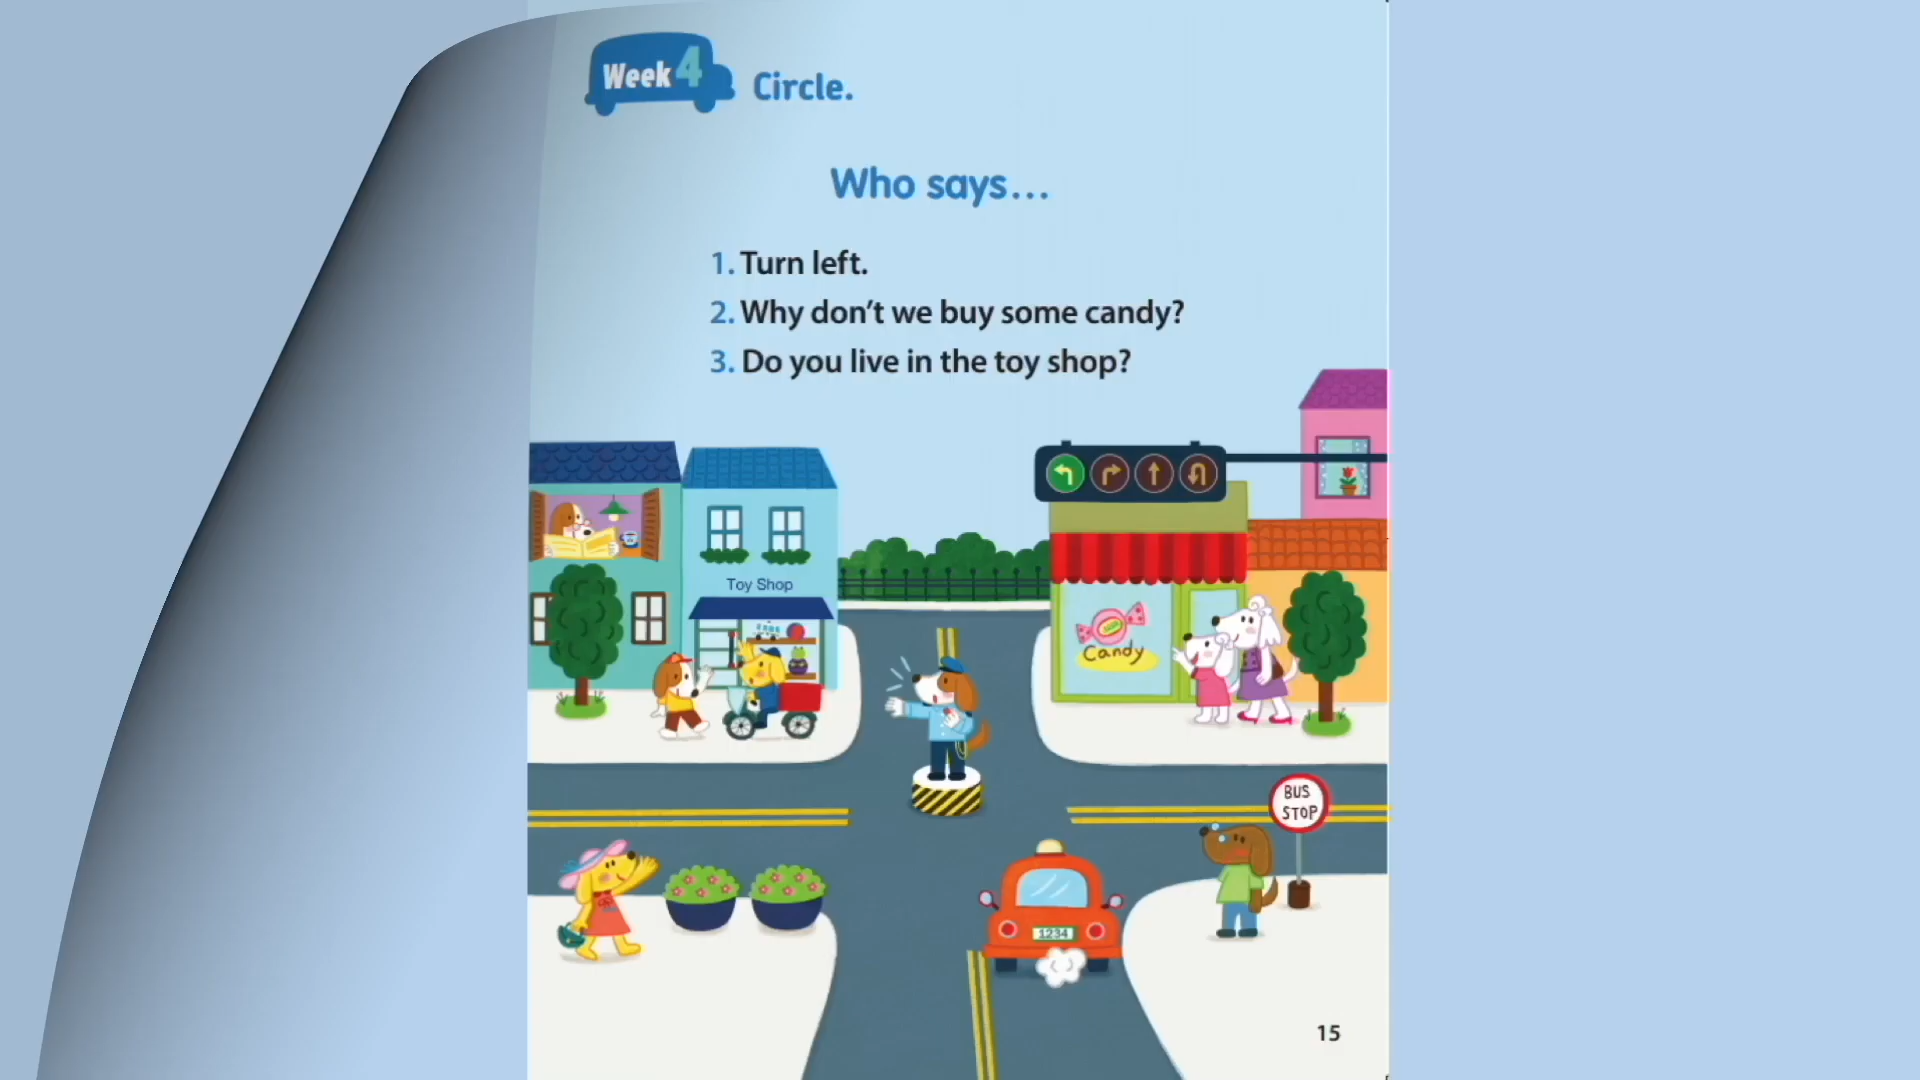 Week 4
Circle.
Who says...
1. Turn left.
2. Why don't we buy some candy?
3. Do you live in the toy shop?
Toy Shop
Candy
BUS
STOP
1234
15